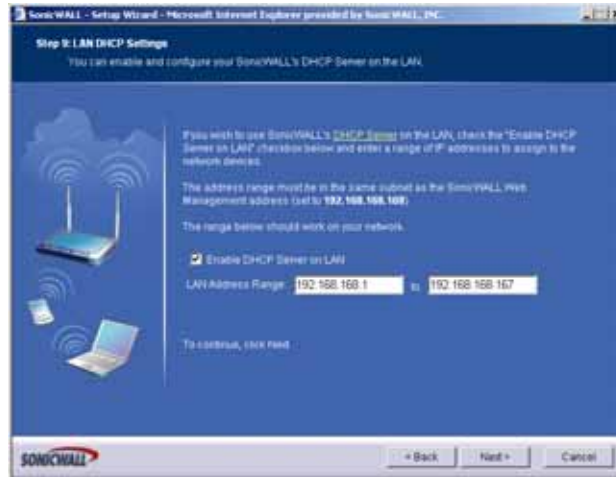 SonicWALL - Setup Wizard - Microsoft Internet Explorer provided by SonicWALL, INC.
Step 9: LAN DHCP Settings
You can enable and configure your SonicWALL's DHCP Server on the LAN.
If you wish to use SonicWALL's DHCP Server on the LAN, check the "Enable DHCP
Server on LAN" checkbox below and enter a range of IP addresses to assign to the
network devices.
The address range must be in the same subnet as the SonicWALL Web
Management address (set to 192.168.168.168)
The range below should work on your network.
Enable DHCP Server on LAN
LAN Address Range: 192.168.168.1 to 192.168.168.167
To continue, click Next.
SONICWALL
< Back Next > Cancel